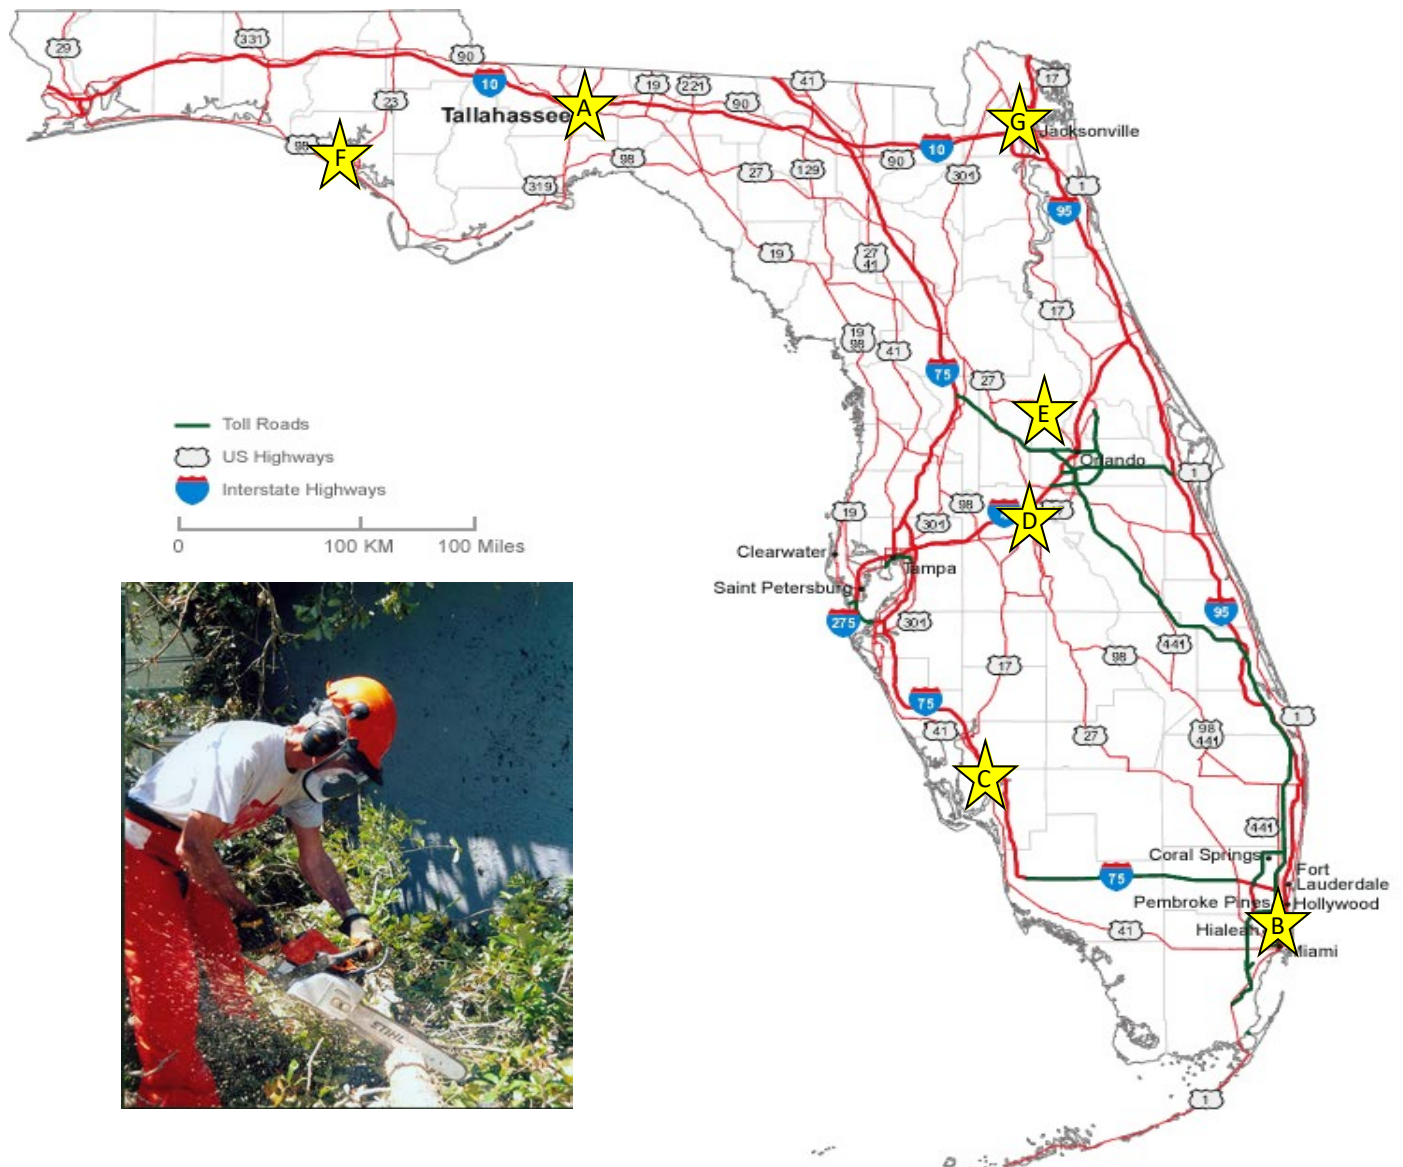 29
331
90
10
23
Tallahassee
A
19
221
90
41
17
G
Jacksonville
98
F
319
98
27
129
10
90
301
1
95
19
27
41
17
19
98
41
75
27
E
Toll Roads
US Highways
Interstate Highways
0
100 KM
100 Miles
Orlando
1
19
301
98
D
Clearwater
Tampa
Saint Petersburg
275
301
95
441
17
98
75
41
27
98
441
1
C
441
Coral Springs
75
Fort
Lauderdale
Pembroke Pines
Hollywood
B
41
Hialeah
Miami
1
STIHL